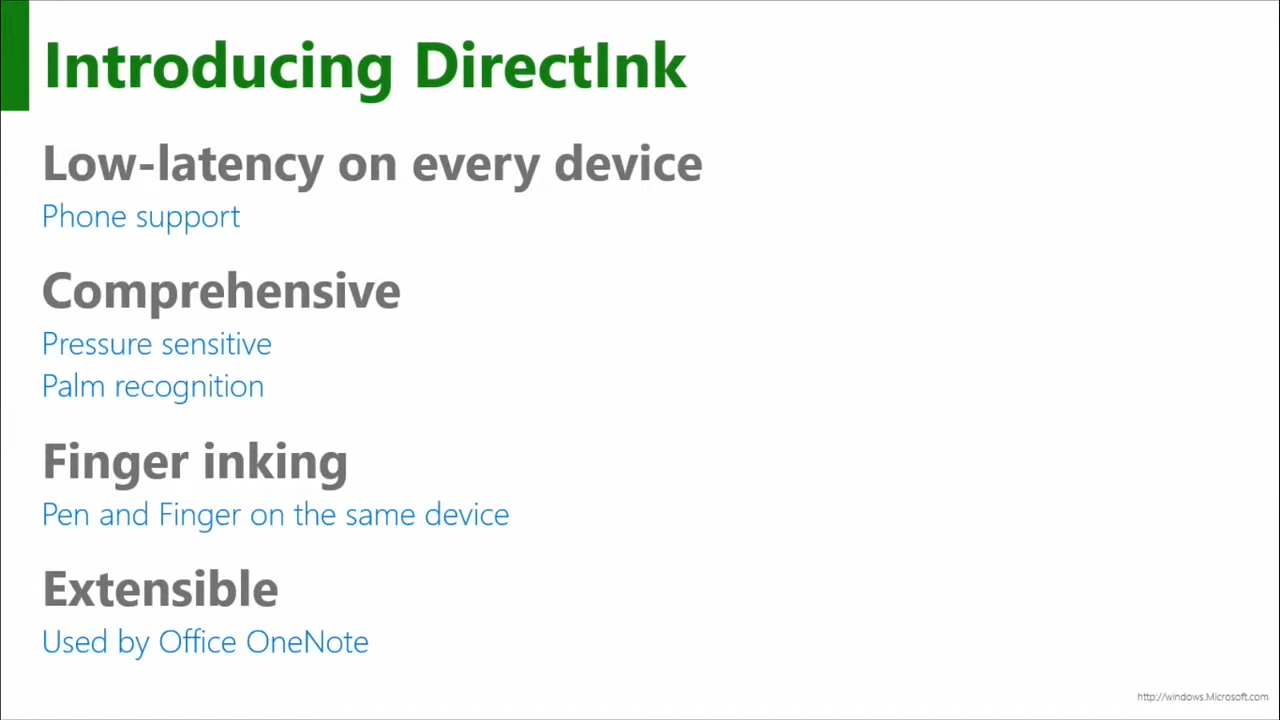 Introducing DirectInk
Low-latency on every device
Phone support
Comprehensive
Pressure sensitive
Palm recognition
Finger inking
Pen and Finger on the same device
Extensible
Used by Office OneNote
http://windows.Microsoft.com